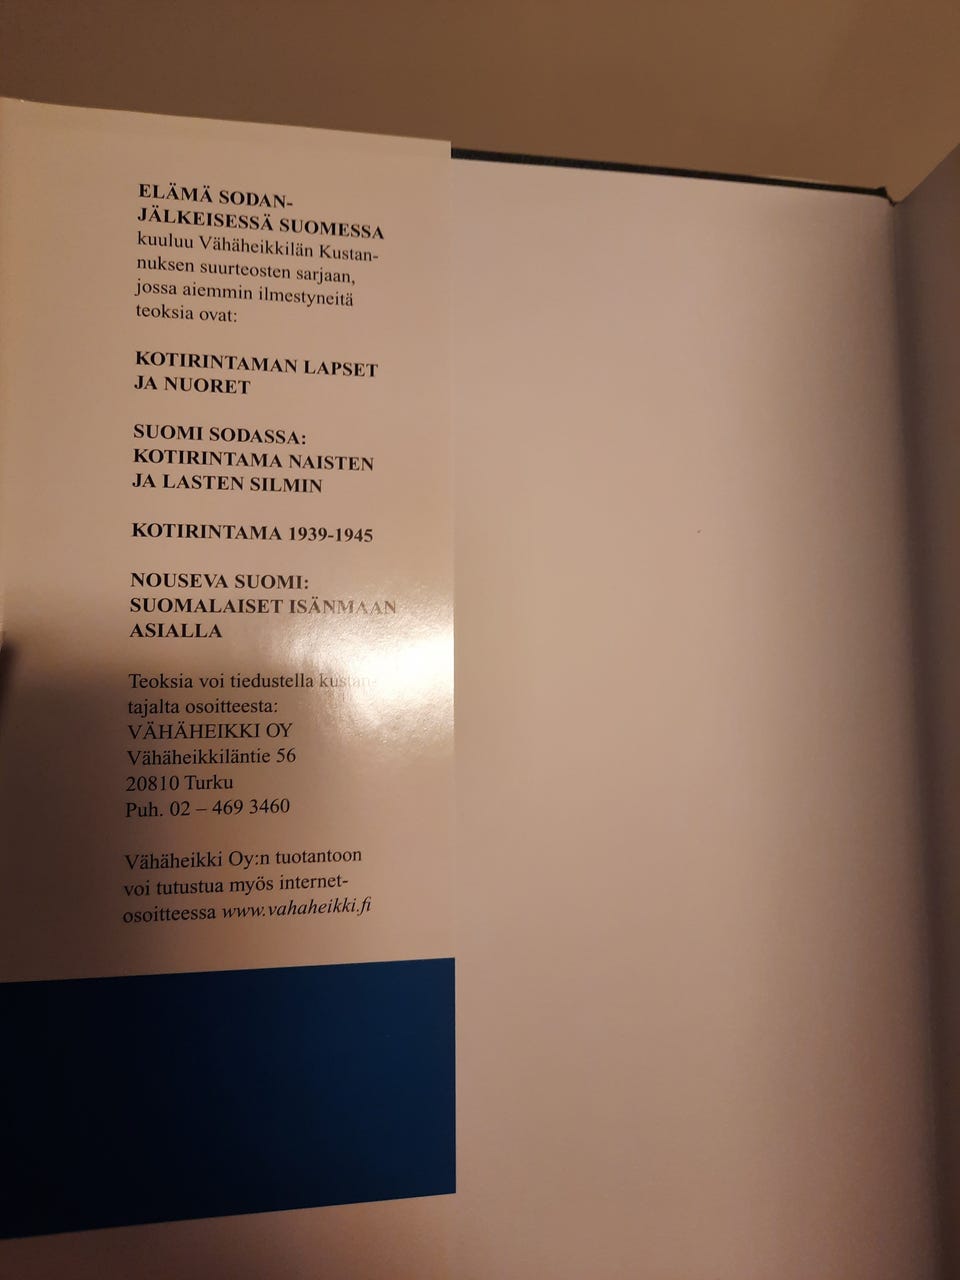 ELÄMÄ SODAN-
JÄLKEISESSÄ SUOMESSA
kuuluu Vähäheikkilän Kustan-
nuksen suurteosten sarjaan,
jossa aiemmin ilmestyneitä
teoksia ovat:
KOTIRINTAMAN LAPSET
JA NUORET
SUOMI SODASSA:
KOTIRINTAMA NAISTEN
JA LASTEN SILMIN
KOTIRINTAMA 1939-1945
NOUSEVA SUOMI:
SUOMALAISET ISÄNMAAN
ASIALLA
Teoksia voi tiedustella kustan-
tajalta osoitteesta:
VÄHÄHEIKKI OY
Vähäheikkiläntie 56
20810 Turku
Puh. 02 – 469 3460
Vähäheikki Oy:n tuotantoon
voi tutustua myös internet-
osoitteessa www.vahaheikki.fi